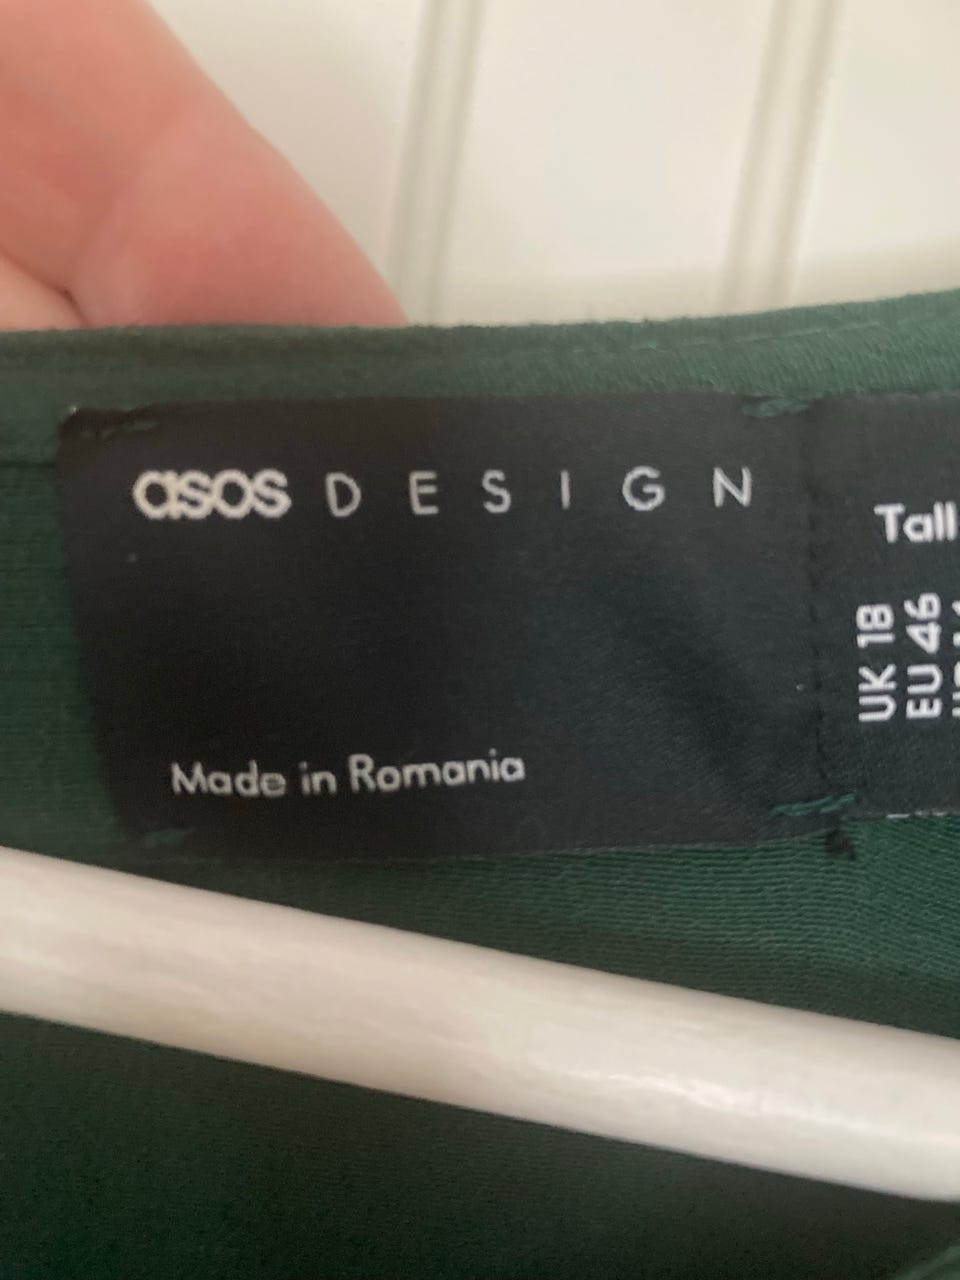 asos DESIGN
Made in Romania
Tall
UK 18
EU 46